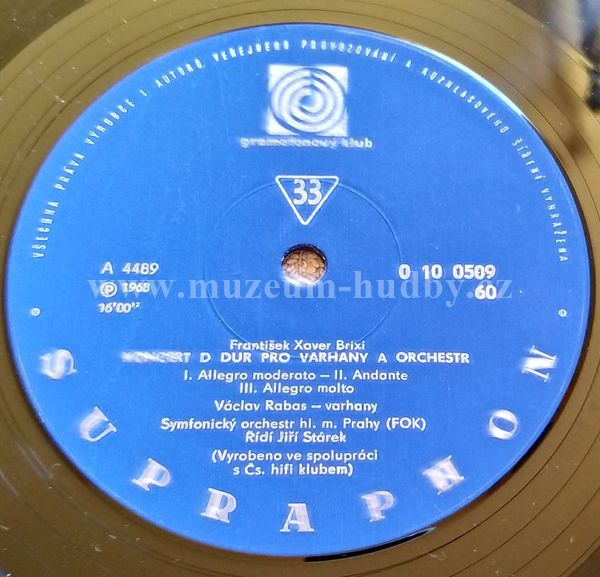 VŠECHNA PRÁVA VÝROBCE I AUTORŮ, VEŘEJNÉHO PROVOZOVÁNÍ A ROZHLASOVÉHO ŠÍŘENÍ VYHRAŽENA
gramofonový klub
33
A 4489
℗ 1968
16'00''
0 10 0509
60
www.muzeum-hudby.cz
František Xaver Brixi
KONCERT D DUR PRO VARHANY A ORCHESTR
I. Allegro moderato – II. Andante
III. Allegro molto
Václav Rabas – varhany
Symfonický orchestr hl. m. Prahy (FOK)
Řídí Jiří Stárek
(Vyrobeno ve spolupráci
s Čs. hifi klubem)
SUPRAPHON